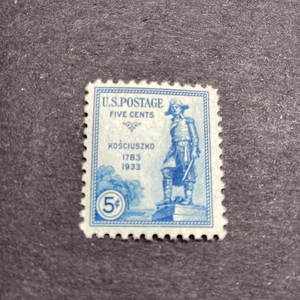 U.S. POSTAGE
FIVE CENTS
KOŚCIUSZKO
1783
1933
5¢